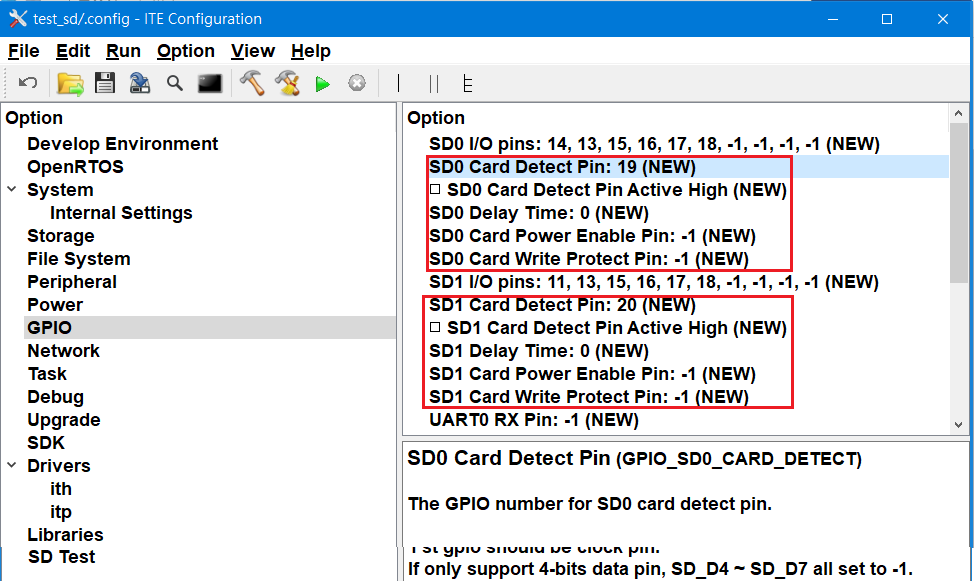 test_sd/.config - ITE Configuration
File Edit Run Option View Help
Option
Develop Environment
OpenRTOS
System
Internal Settings
Storage
File System
Peripheral
Power
GPIO
Network
Task
Debug
Upgrade
SDK
Drivers
ith
itp
Libraries
SD Test
Option
SD0 I/O pins: 14, 13, 15, 16, 17, 18, -1, -1, -1, -1 (NEW)
SD0 Card Detect Pin: 19 (NEW)
SD0 Card Detect Pin Active High (NEW)
SD0 Delay Time: 0 (NEW)
SD0 Card Power Enable Pin: -1 (NEW)
SD0 Card Write Protect Pin: -1 (NEW)
SD1 I/O pins: 11, 13, 15, 16, 17, 18, -1, -1, -1, -1 (NEW)
SD1 Card Detect Pin: 20 (NEW)
SD1 Card Detect Pin Active High (NEW)
SD1 Delay Time: 0 (NEW)
SD1 Card Power Enable Pin: -1 (NEW)
SD1 Card Write Protect Pin: -1 (NEW)
UART0 RX Pin: -1 (NEW)
SD0 Card Detect Pin (GPIO_SD0_CARD_DETECT)
The GPIO number for SD0 card detect pin.
1'st gpio should be clock pin.
If only support 4-bits data pin, SD_D4 ~ SD_D7 all set to -1.